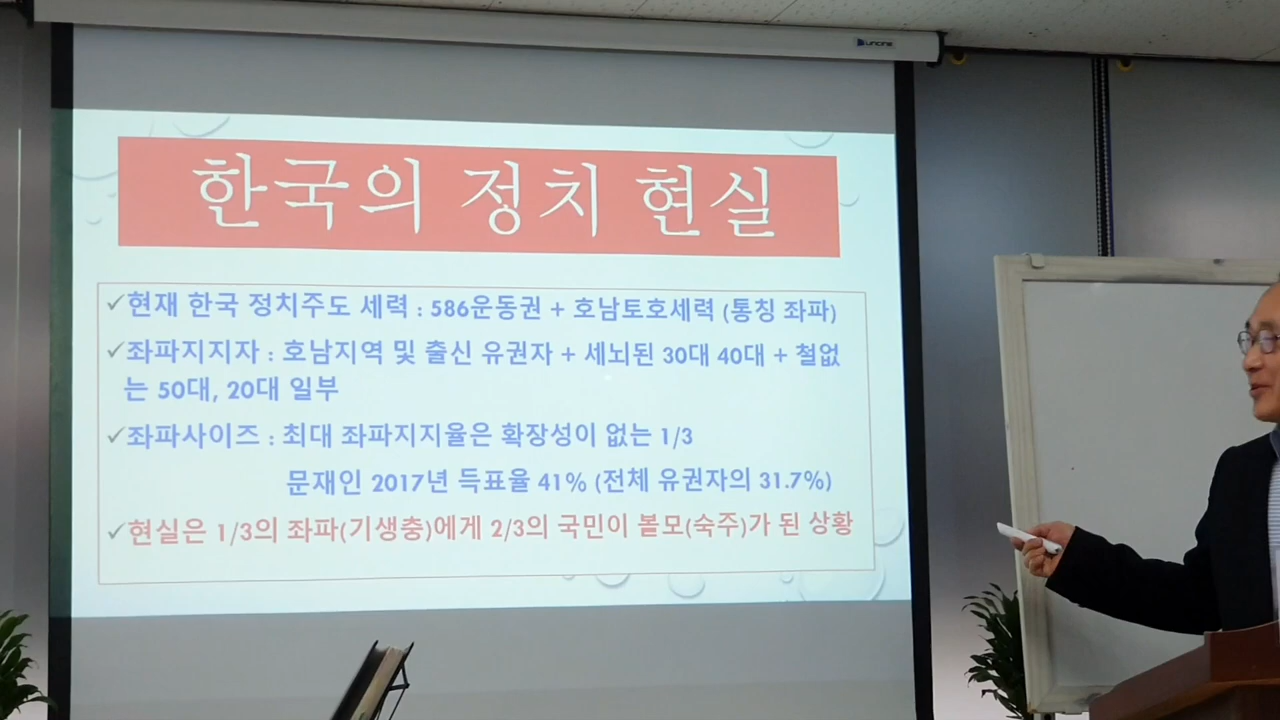 UNCINE
한국의 정치 현실
✓현재 한국 정치주도 세력 : 586운동권 + 호남토호세력 (통칭 좌파)
✓좌파지지자 : 호남지역 및 출신 유권자 + 세뇌된 30대 40대 + 철없
는 50대, 20대 일부
✓좌파사이즈 : 최대 좌파지지율은 확장성이 없는 1/3
문재인 2017년 득표율 41% (전체 유권자의 31.7%)
✓현실은 1/3의 좌파(기생충)에게 2/3의 국민이 볼모(숙주)가 된 상황